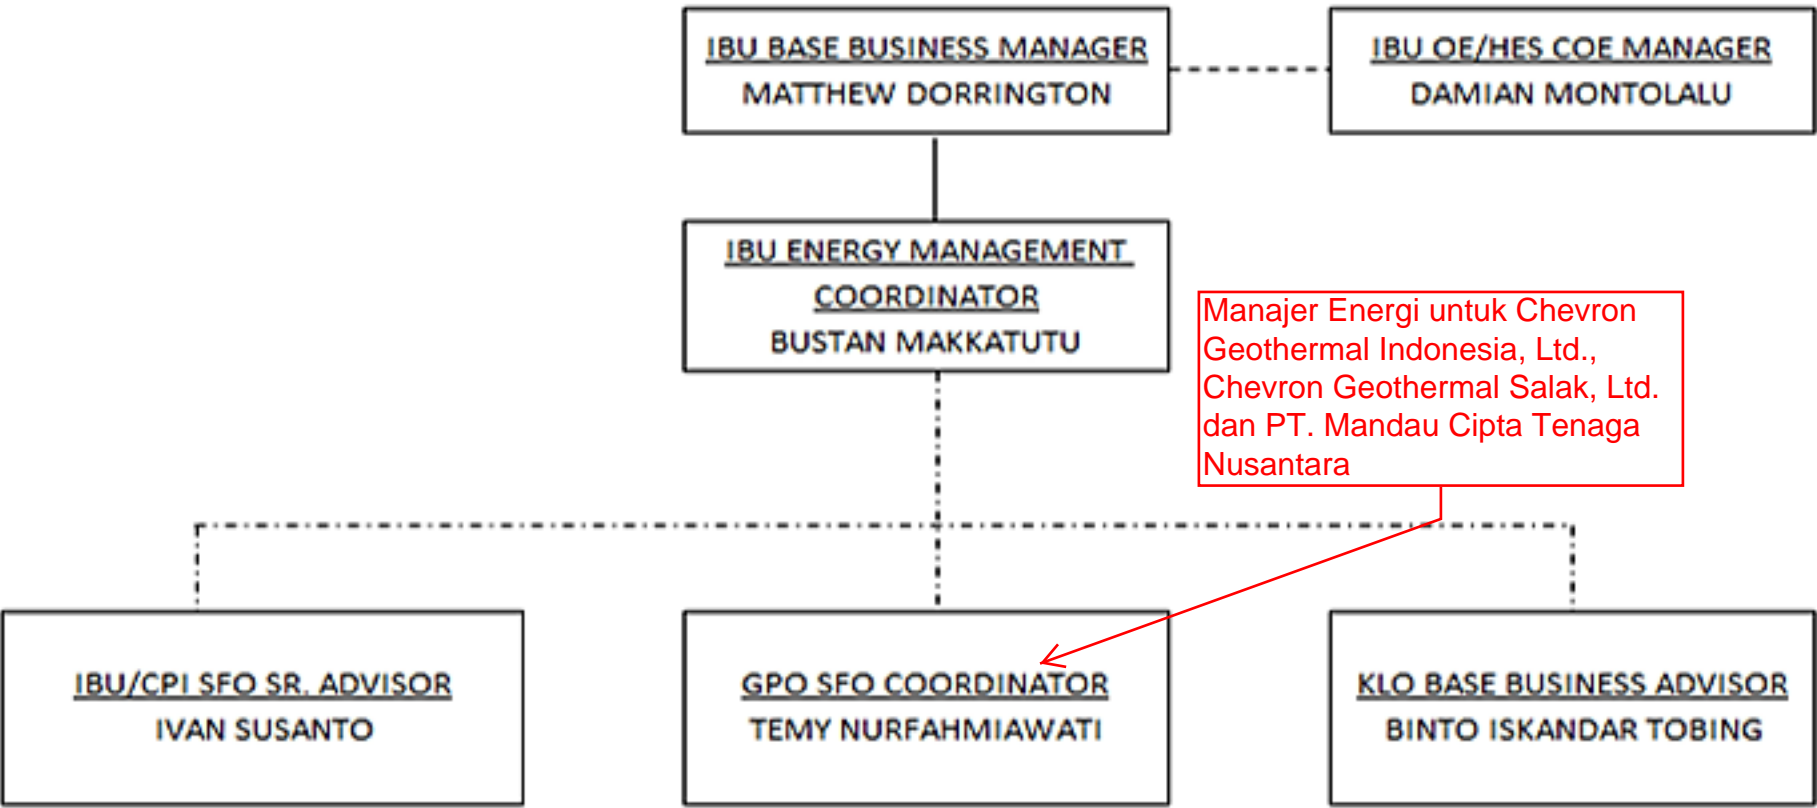 IBU BASE BUSINESS MANAGER
MATTHEW DORRINGTON
IBU OE/HES COE MANAGER
DAMIAN MONTOLALU
IBU ENERGY MANAGEMENT
COORDINATOR
BUSTAN MAKKATUTU
Manajer Energi untuk Chevron
Geothermal Indonesia, Ltd.,
Chevron Geothermal Salak, Ltd.
dan PT. Mandau Cipta Tenaga
Nusantara
IBU/CPI SFO SR. ADVISOR
IVAN SUSANTO
GPO SFO COORDINATOR
TEMY NURFAHMIAWATI
KLO BASE BUSINESS ADVISOR
BINTO ISKANDAR TOBING